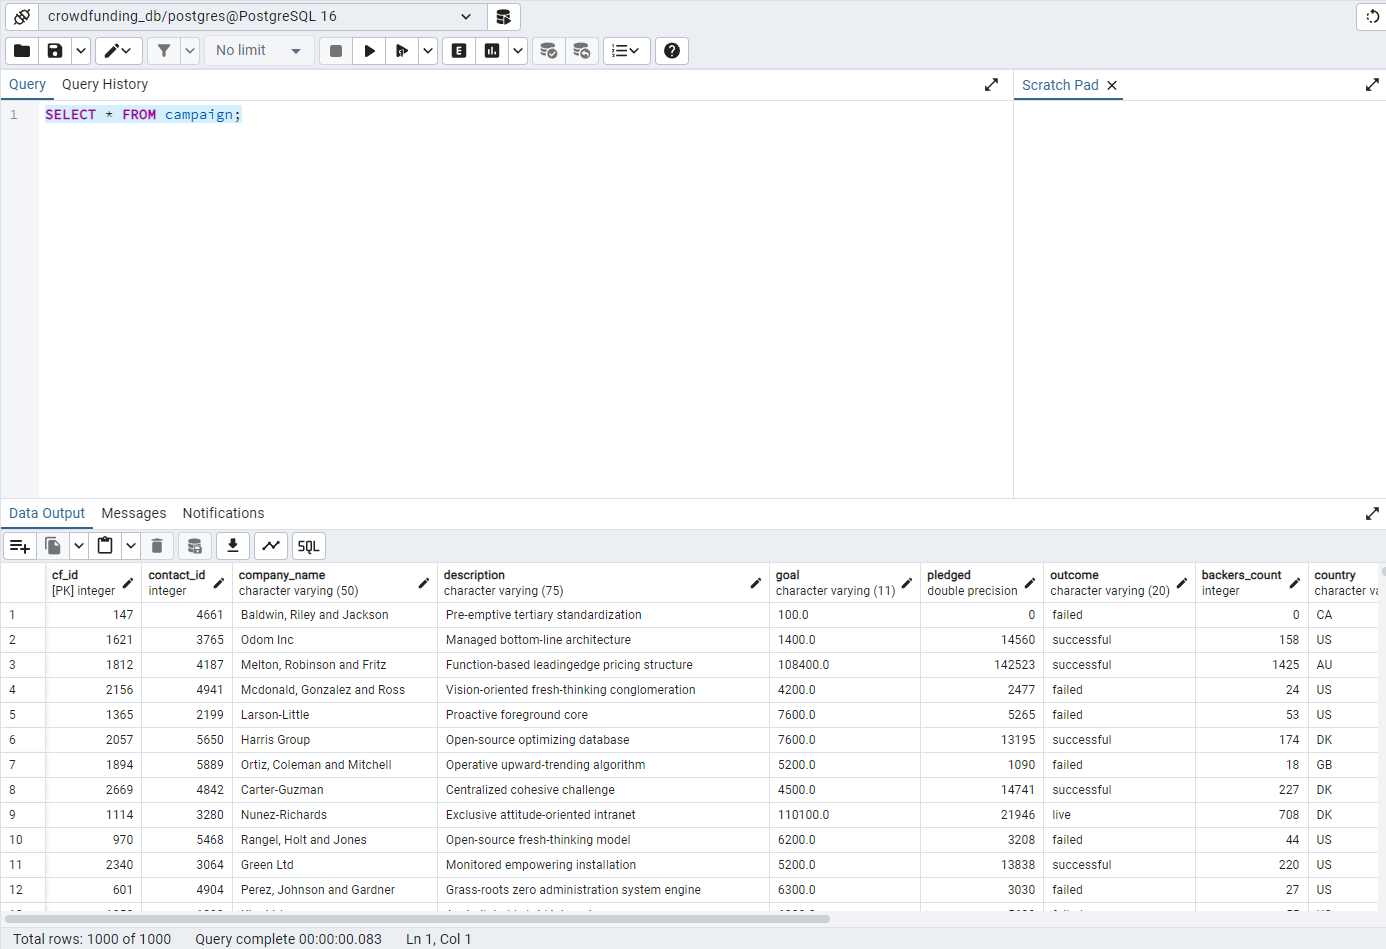 crowdfunding_db/postgres@PostgreSQL 16
No limit
E
Query Query History
Scratch Pad
1 SELECT * FROM campaign;
Data Output Messages Notifications
SQL
cf_id contact_id company_name description goal pledged outcome backers_count country
[PK] integer integer character varying (50) character varying (75) character varying (11) double precision character varying (20) integer character va
1 147 4661 Baldwin, Riley and Jackson Pre-emptive tertiary standardization 100.0 0 failed 0 CA
2 1621 3765 Odom Inc Managed bottom-line architecture 1400.0 14560 successful 158 US
3 1812 4187 Melton, Robinson and Fritz Function-based leadingedge pricing structure 108400.0 142523 successful 1425 AU
4 2156 4941 Mcdonald, Gonzalez and Ross Vision-oriented fresh-thinking conglomeration 4200.0 2477 failed 24 US
5 1365 2199 Larson-Little Proactive foreground core 7600.0 5265 failed 53 US
6 2057 5650 Harris Group Open-source optimizing database 7600.0 13195 successful 174 DK
7 1894 5889 Ortiz, Coleman and Mitchell Operative upward-trending algorithm 5200.0 1090 failed 18 GB
8 2669 4842 Carter-Guzman Centralized cohesive challenge 4500.0 14741 successful 227 DK
9 1114 3280 Nunez-Richards Exclusive attitude-oriented intranet 110100.0 21946 live 708 DK
10 970 5468 Rangel, Holt and Jones Open-source fresh-thinking model 6200.0 3208 failed 44 US
11 2340 3064 Green Ltd Monitored empowering installation 5200.0 13838 successful 220 US
12 601 4904 Perez, Johnson and Gardner Grass-roots zero administration system engine 6300.0 3030 failed 27 US
Total rows: 1000 of 1000 Query complete 00:00:00.083 Ln 1, Col 1